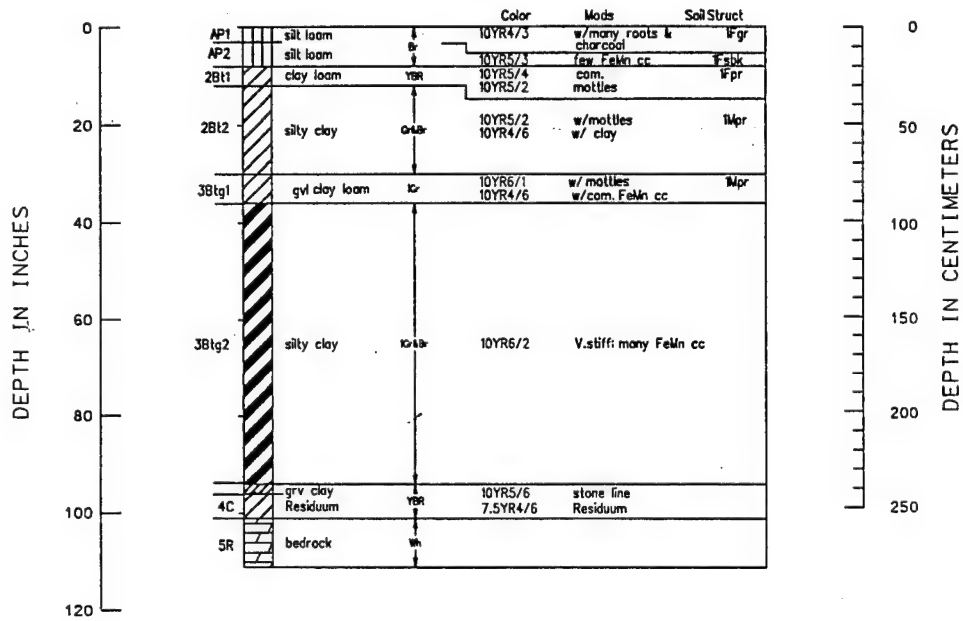 Color Mods Soil Struct
0 AP1 silt loam Br 10YR4/3 w/many roots & 1Fgr 0
charcoal
AP2 silt loam 10YR5/3 few FeMn cc 1Fsbk
2Bt1 clay loam YBR 10YR5/4 com. 1Fpr
10YR5/2 mottles
20 2Bt2 silty clay Gr&Br 10YR5/2 w/mottles 1Mpr 50
10YR4/6 w/ clay
3Btg1 gvl clay loam lGr 10YR6/1 w/ mottles 1Mpr
10YR4/6 w/com. FeMn cc
40 100
DEPTH IN INCHES
DEPTH IN CENTIMETERS
60 150
3Btg2 silty clay lGr&Br 10YR6/2 V.stiff: many FeMn cc
80 200
grv clay YBR 10YR5/6 stone line
100 4C Residuum 7.5YR4/6 Residuum 250
5R bedrock Wh
120